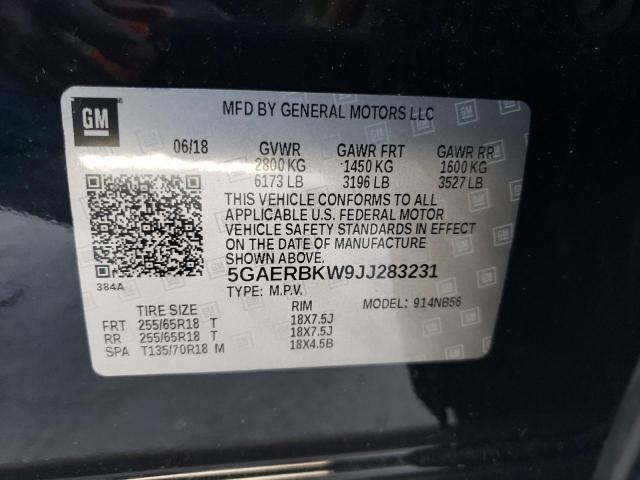 GM
MFD BY GENERAL MOTORS LLC
06/18 GVWR GAWR FRT GAWR RR
2800 KG 1450 KG 1600 KG
6173 LB 3196 LB 3527 LB
THIS VEHICLE CONFORMS TO ALL
APPLICABLE U.S. FEDERAL MOTOR
VEHICLE SAFETY STANDARDS IN EFFECT
ON THE DATE OF MANUFACTURE
SHOWN ABOVE.
384A 5GAERBKW9JJ283231
TYPE: M.P.V. MODEL: 914NB56
TIRE SIZE RIM
FRT 255/65R18 T 18X7.5J
RR 255/65R18 T 18X7.5J
SPA T135/70R18 M 18X4.5B